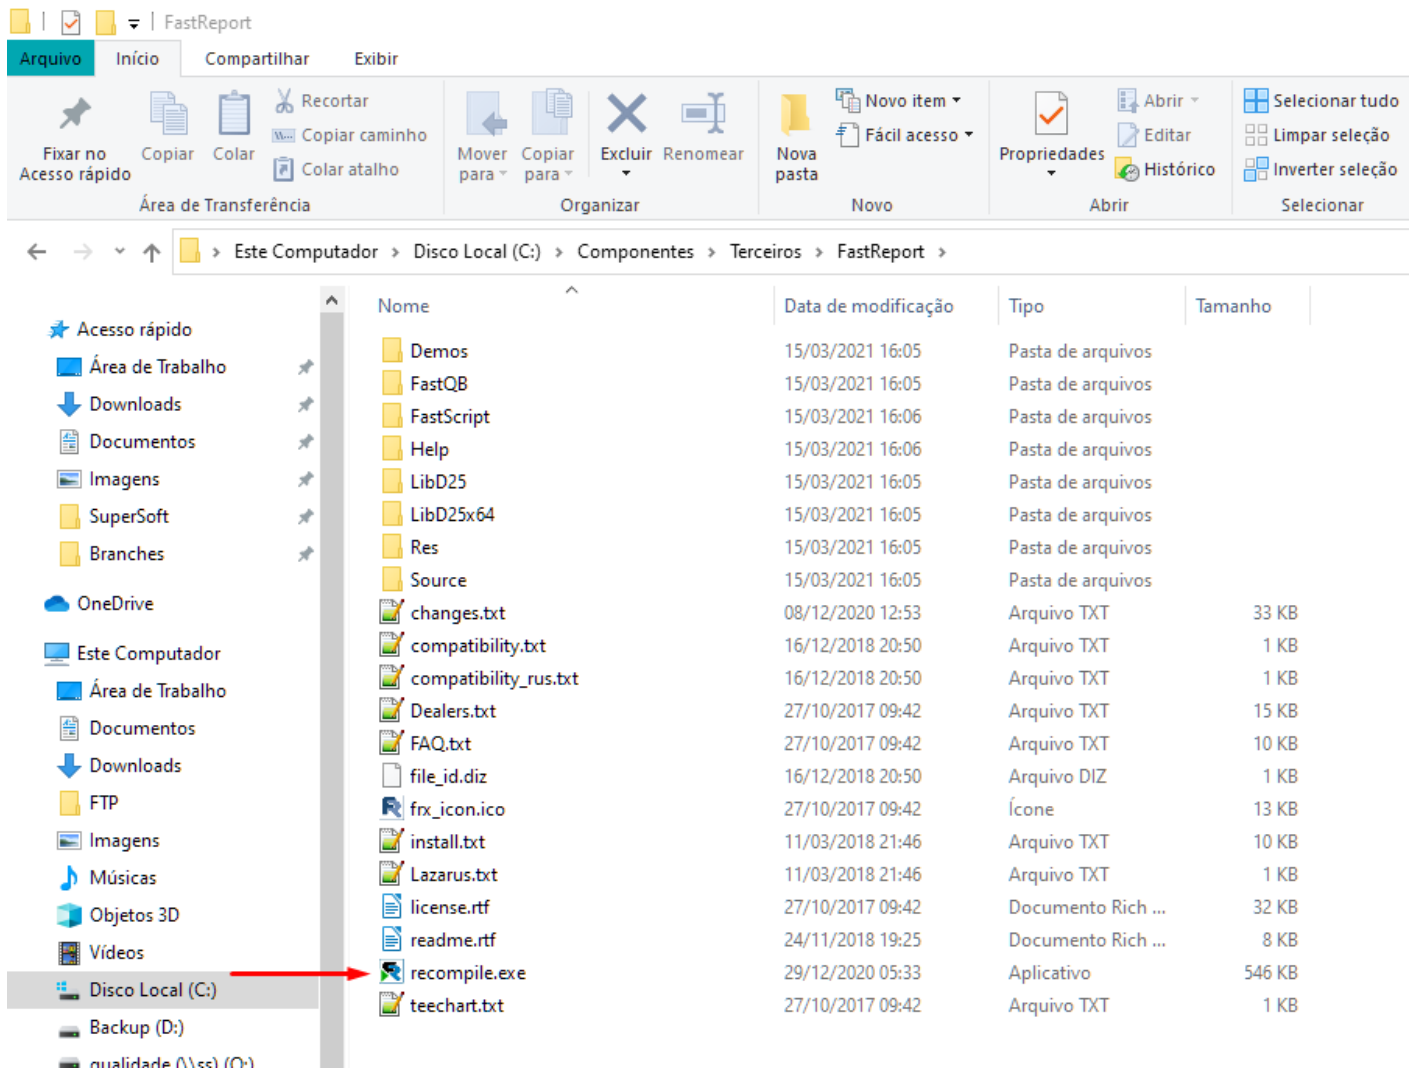 FastReport
Arquivo Início Compartilhar Exibir
Fixar no Acesso rápido
Copiar
Colar
Recortar
Copiar caminho
Colar atalho
Mover para
Copiar para
Excluir
Renomear
Nova pasta
Novo item
Fácil acesso
Propriedades
Abrir
Editar
Histórico
Selecionar tudo
Limpar seleção
Inverter seleção
Área de Transferência Organizar Novo Abrir Selecionar
Este Computador > Disco Local (C:) > Componentes > Terceiros > FastReport >
Acesso rápido
Área de Trabalho
Downloads
Documentos
Imagens
SuperSoft
Branches
OneDrive
Este Computador
Área de Trabalho
Documentos
Downloads
FTP
Imagens
Músicas
Objetos 3D
Vídeos
Disco Local (C:)
Backup (D:)
qualidade (\\ss) (Q:)
Nome Data de modificação Tipo Tamanho
Demos 15/03/2021 16:05 Pasta de arquivos
FastQB 15/03/2021 16:05 Pasta de arquivos
FastScript 15/03/2021 16:06 Pasta de arquivos
Help 15/03/2021 16:06 Pasta de arquivos
LibD25 15/03/2021 16:05 Pasta de arquivos
LibD25x64 15/03/2021 16:05 Pasta de arquivos
Res 15/03/2021 16:05 Pasta de arquivos
Source 15/03/2021 16:05 Pasta de arquivos
changes.txt 08/12/2020 12:53 Arquivo TXT 33 KB
compatibility.txt 16/12/2018 20:50 Arquivo TXT 1 KB
compatibility_rus.txt 16/12/2018 20:50 Arquivo TXT 1 KB
Dealers.txt 27/10/2017 09:42 Arquivo TXT 15 KB
FAQ.txt 27/10/2017 09:42 Arquivo TXT 10 KB
file_id.diz 16/12/2018 20:50 Arquivo DIZ 1 KB
frx_icon.ico 27/10/2017 09:42 Ícone 13 KB
install.txt 11/03/2018 21:46 Arquivo TXT 10 KB
Lazarus.txt 11/03/2018 21:46 Arquivo TXT 1 KB
license.rtf 27/10/2017 09:42 Documento Rich ... 32 KB
readme.rtf 24/11/2018 19:25 Documento Rich ... 8 KB
recompile.exe 29/12/2020 05:33 Aplicativo 546 KB
teechart.txt 27/10/2017 09:42 Arquivo TXT 1 KB